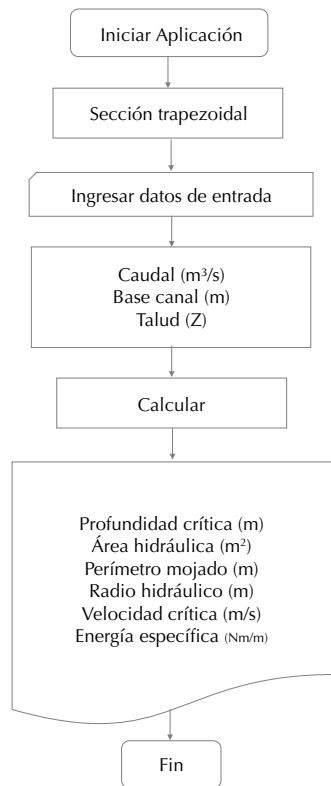 Iniciar Aplicación
Sección trapezoidal
Ingresar datos de entrada
Caudal (m³/s)
Base canal (m)
Talud (Z)
Calcular
Profundidad crítica (m)
Área hidráulica (m²)
Perímetro mojado (m)
Radio hidráulico (m)
Velocidad crítica (m/s)
Energía específica (Nm/m)
Fin